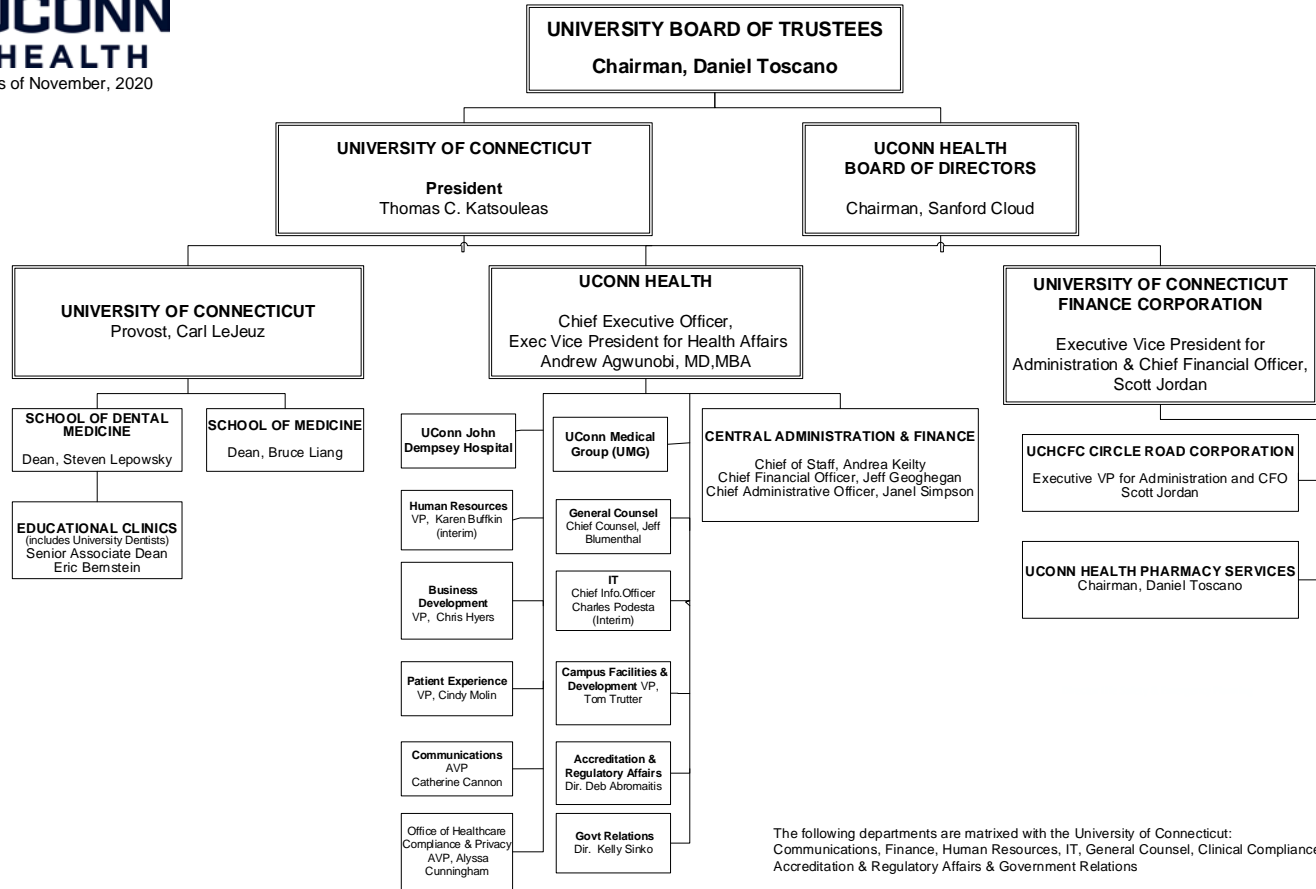 UCONN
HEALTH
s of November, 2020
UNIVERSITY BOARD OF TRUSTEES
Chairman, Daniel Toscano
UNIVERSITY OF CONNECTICUT
President
Thomas C. Katsouleas
UCONN HEALTH
BOARD OF DIRECTORS
Chairman, Sanford Cloud
UNIVERSITY OF CONNECTICUT
Provost, Carl LeJeuz
UCONN HEALTH
Chief Executive Officer,
Exec Vice President for Health Affairs
Andrew Agwunobi, MD,MBA
UNIVERSITY OF CONNECTICUT
FINANCE CORPORATION
Executive Vice President for
Administration & Chief Financial Officer,
Scott Jordan
SCHOOL OF DENTAL
MEDICINE
Dean, Steven Lepowsky
SCHOOL OF MEDICINE
Dean, Bruce Liang
EDUCATIONAL CLINICS
(includes University Dentists)
Senior Associate Dean
Eric Bernstein
UConn John
Dempsey Hospital
UConn Medical
Group (UMG)
CENTRAL ADMINISTRATION & FINANCE
Chief of Staff, Andrea Keilty
Chief Financial Officer, Jeff Geoghegan
Chief Administrative Officer, Janel Simpson
Human Resources
VP, Karen Buffkin
(interim)
General Counsel
Chief Counsel, Jeff
Blumenthal
Business
Development
VP, Chris Hyers
IT
Chief Info.Officer
Charles Podesta
(Interim)
Patient Experience
VP, Cindy Molin
Campus Facilities &
Development VP,
Tom Trutter
Communications
AVP
Catherine Cannon
Accreditation &
Regulatory Affairs
Dir. Deb Abromaitis
Office of Healthcare
Compliance & Privacy
AVP, Alyssa
Cunningham
Govt Relations
Dir. Kelly Sinko
UCHCFC CIRCLE ROAD CORPORATION
Executive VP for Administration and CFO
Scott Jordan
UCONN HEALTH PHARMACY SERVICES
Chairman, Daniel Toscano
The following departments are matrixed with the University of Connecticut:
Communications, Finance, Human Resources, IT, General Counsel, Clinical Compliance
Accreditation & Regulatory Affairs & Government Relations